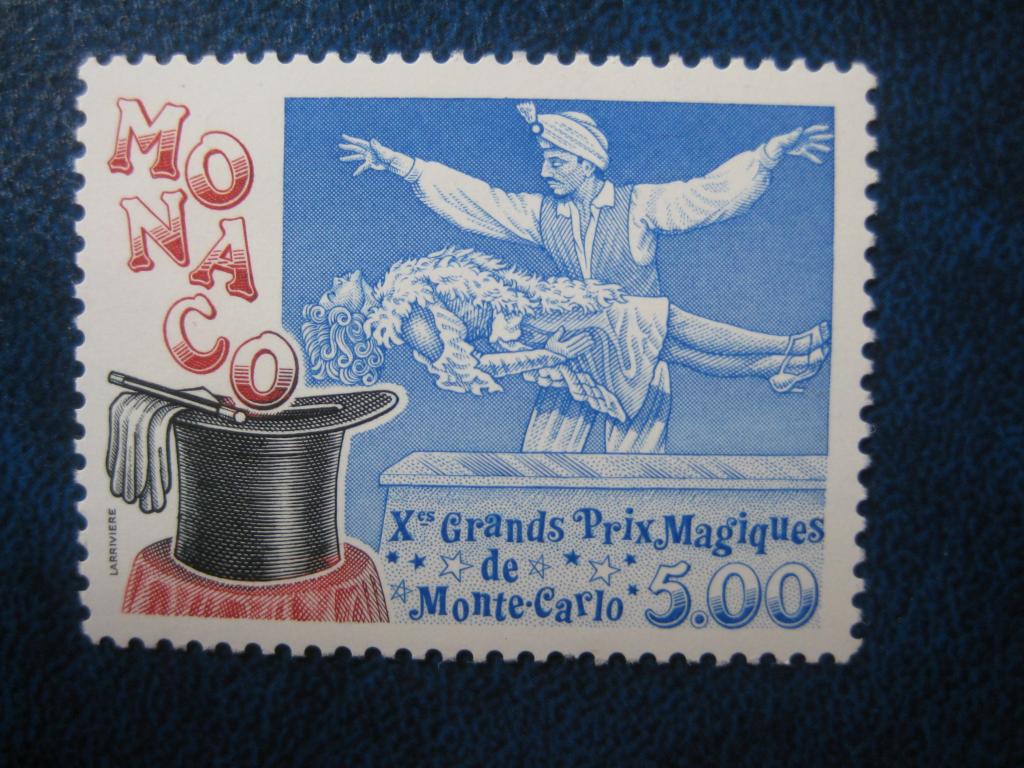 MONACO
LARRIVIERE
Xes Grands Prix Magiques
de
Monte-Carlo
5.00